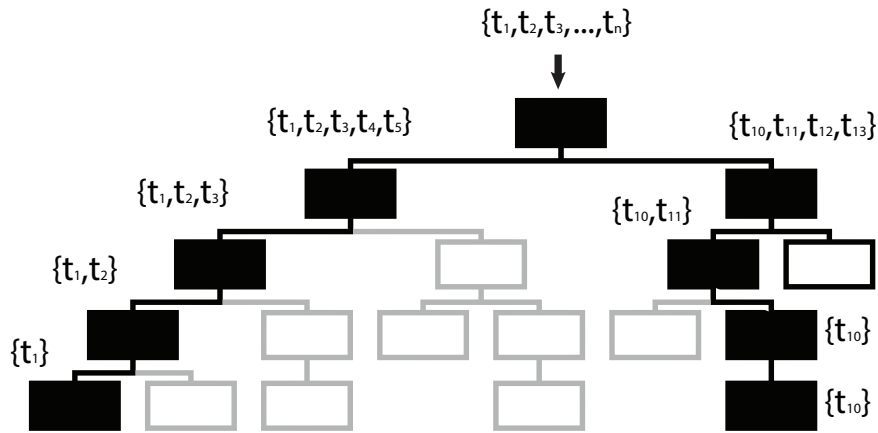 {t₁,t₂,t₃,...,tₙ}
{t₁,t₂,t₃,t₄,t₅}
{t₁₀,t₁₁,t₁₂,t₁₃}
{t₁,t₂,t₃}
{t₁₀,t₁₁}
{t₁,t₂}
{t₁₀}
{t₁}
{t₁₀}